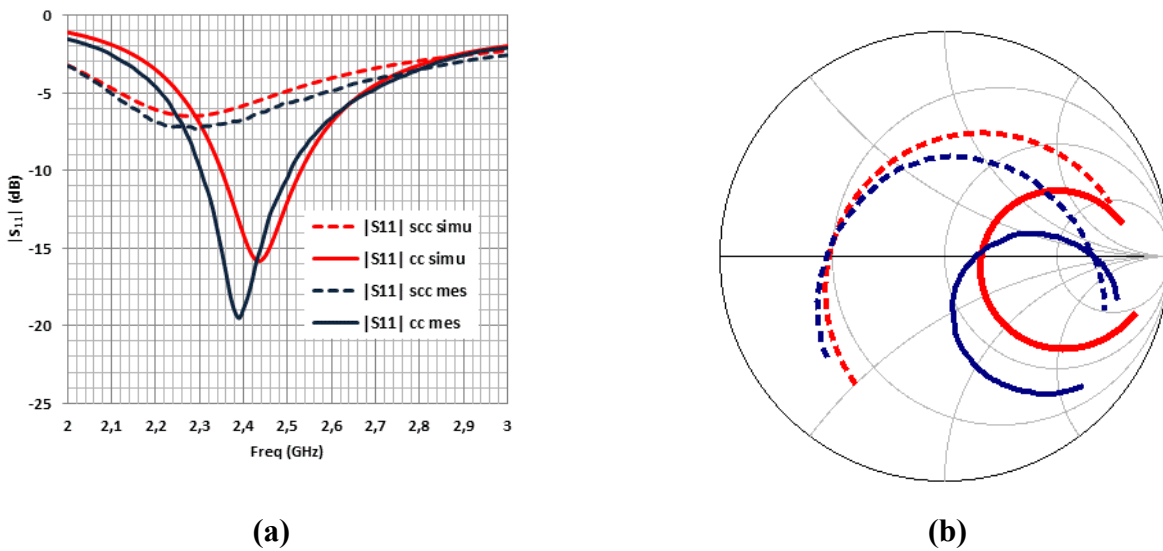 0
-5
-10
-15
-20
-25
|S₁₁| (dB)
2 2,1 2,2 2,3 2,4 2,5 2,6 2,7 2,8 2,9 3
Freq (GHz)
|S11| scc simu
|S11| cc simu
|S11| scc mes
|S11| cc mes
(a)
(b)